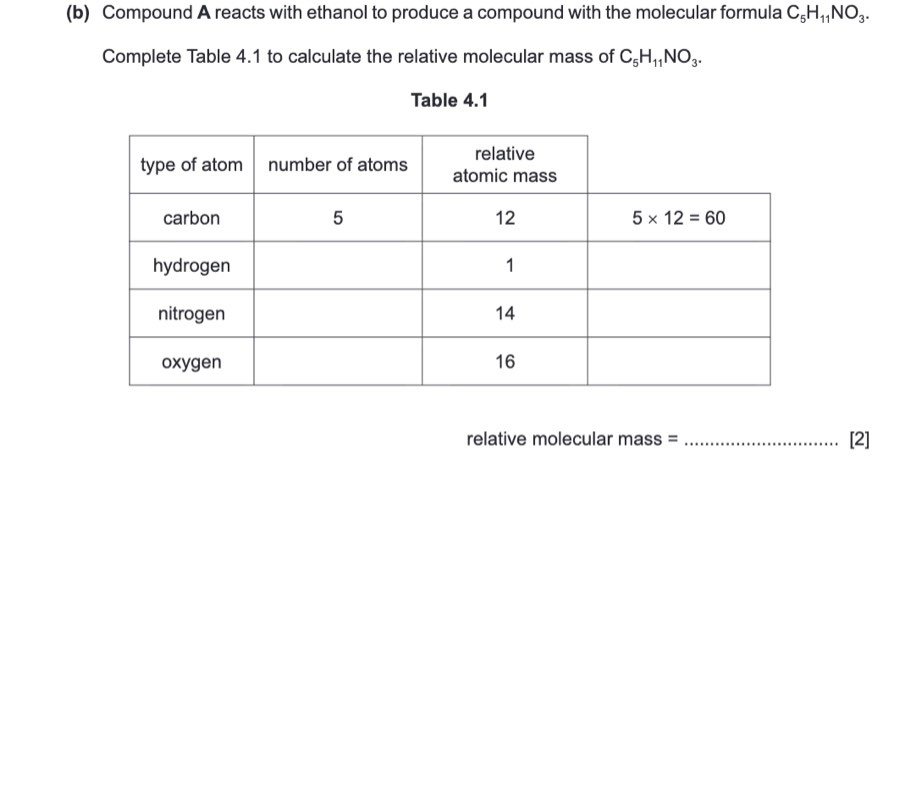 (b) Compound A reacts with ethanol to produce a compound with the molecular formula C₅H₁₁NO₃.
Complete Table 4.1 to calculate the relative molecular mass of C₅H₁₁NO₃.
Table 4.1
type of atom number of atoms relative atomic mass
carbon 5 12 5 × 12 = 60
hydrogen 1
nitrogen 14
oxygen 16
relative molecular mass = .............................. [2]